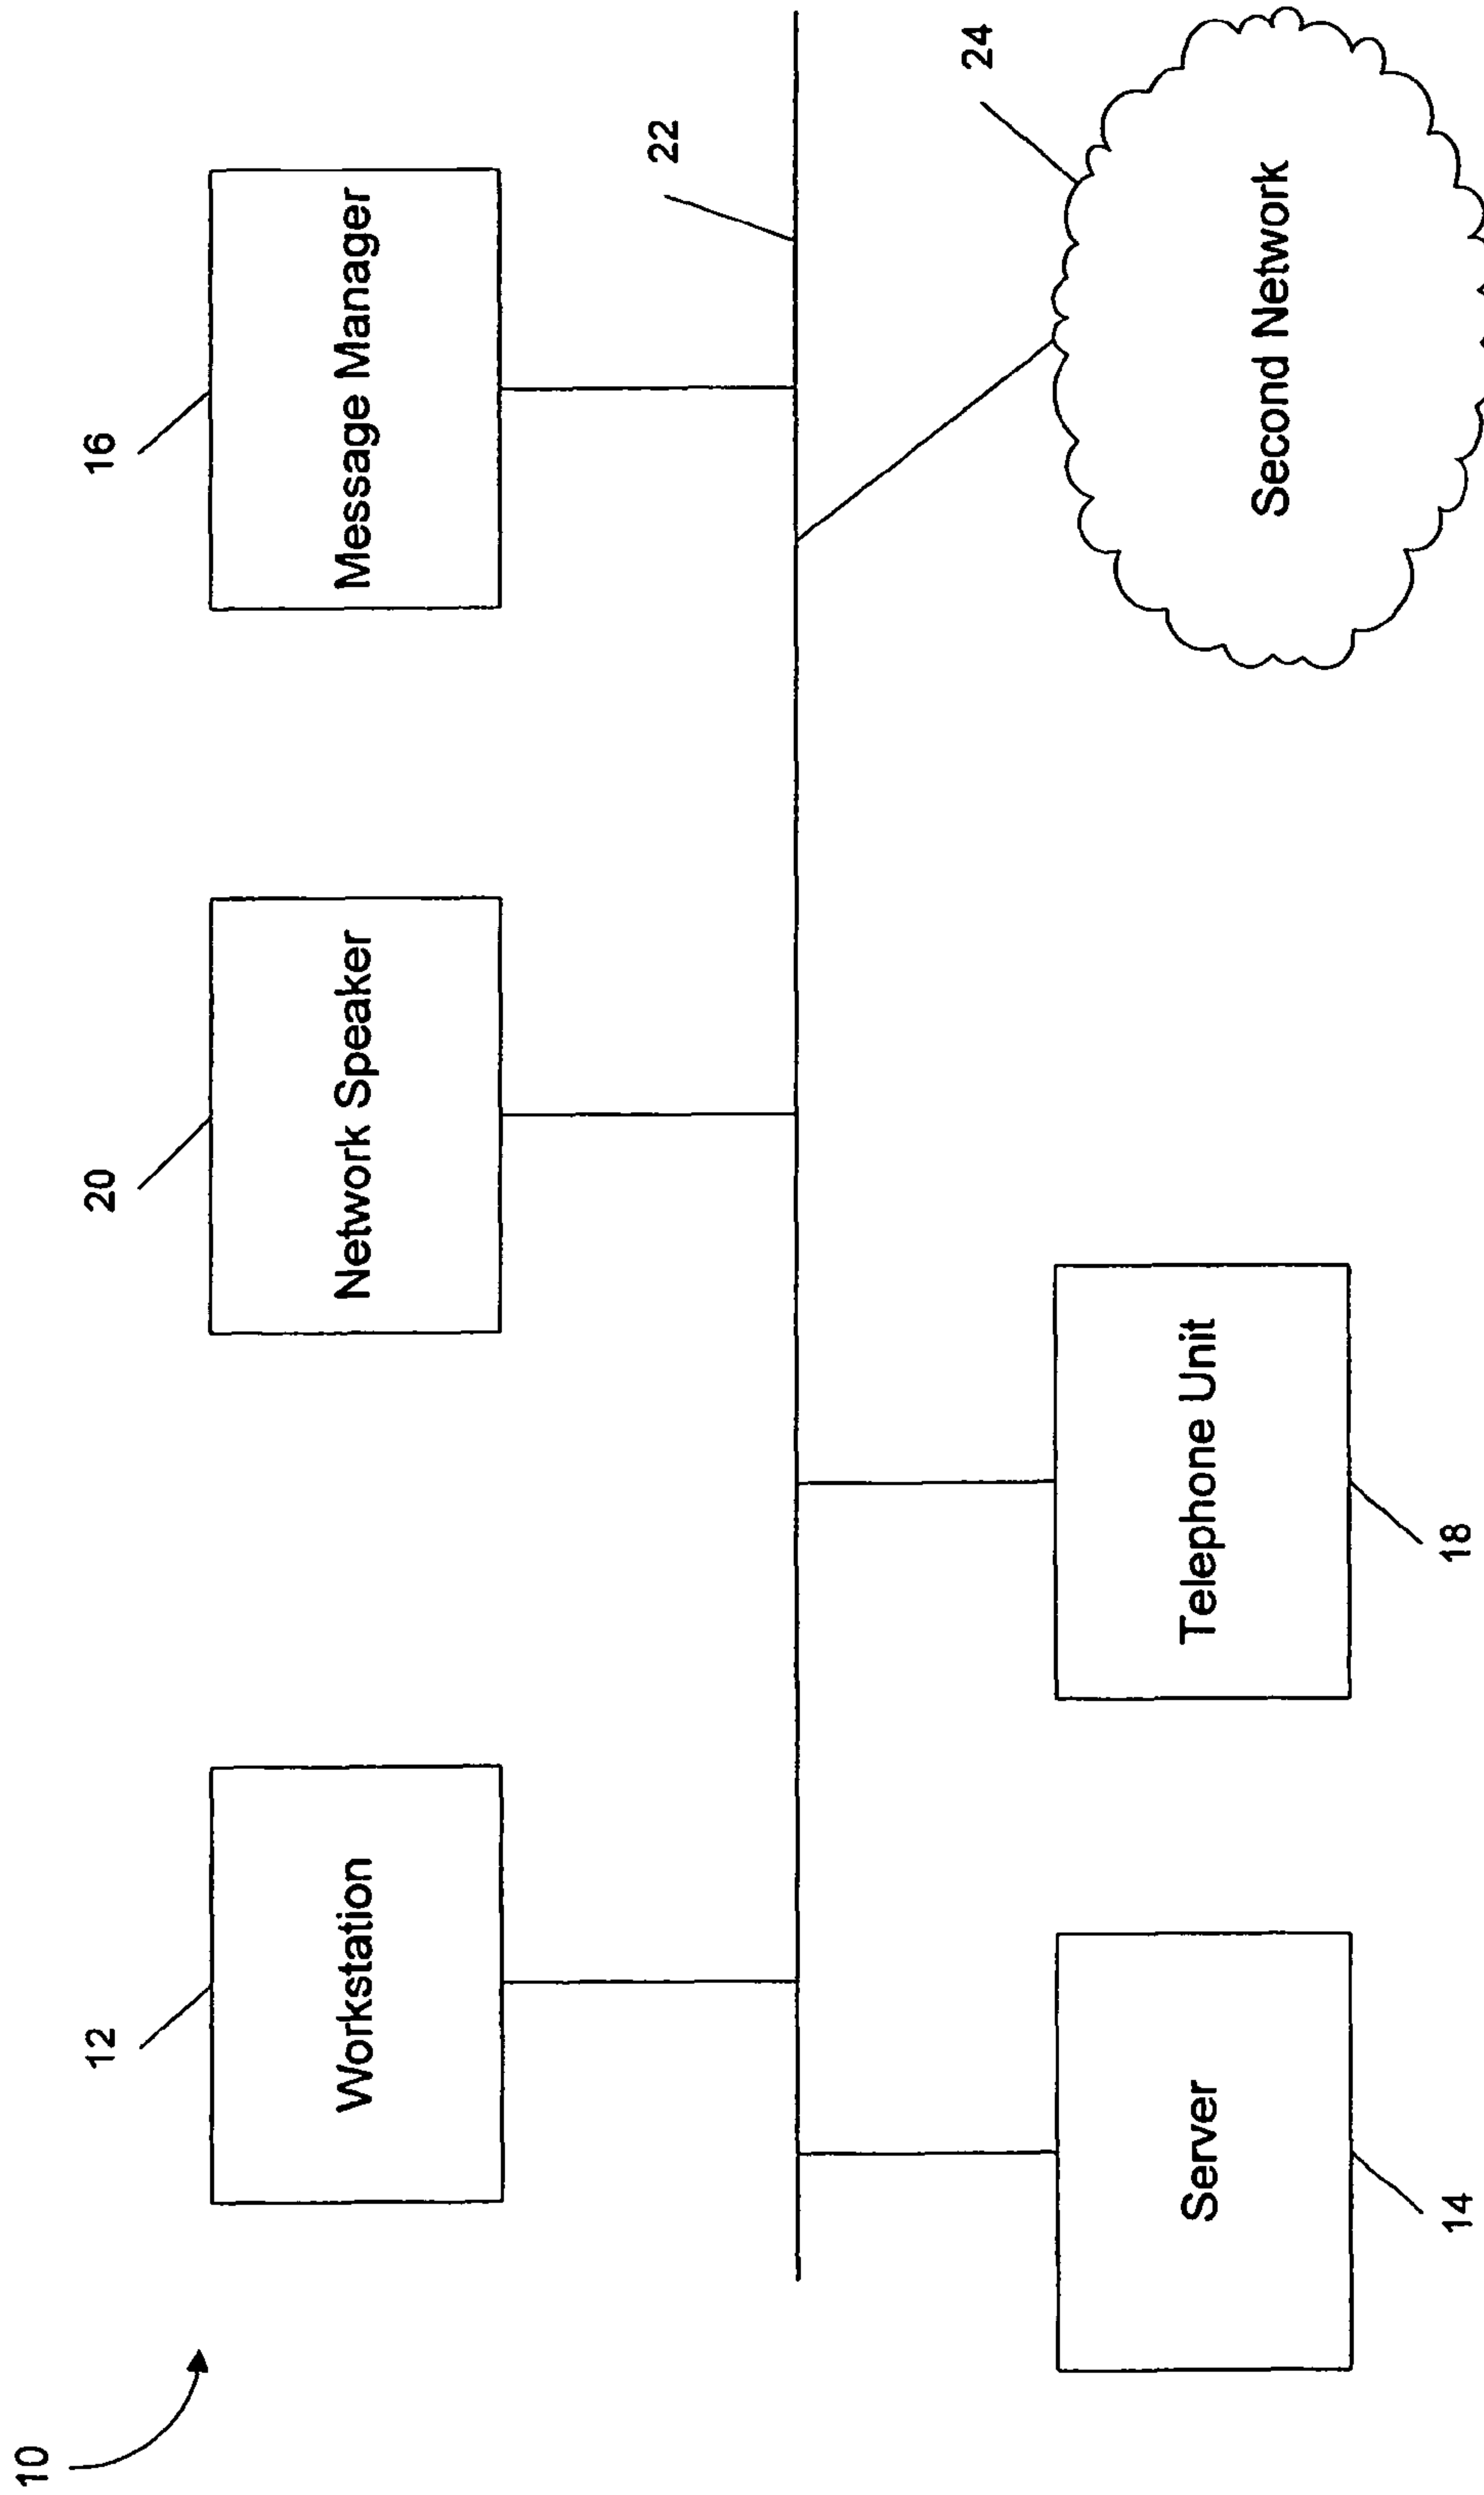 10
12
Workstation
20
Network Speaker
16
Message Manager
22
24
Server
14
Telephone Unit
18
Second Network